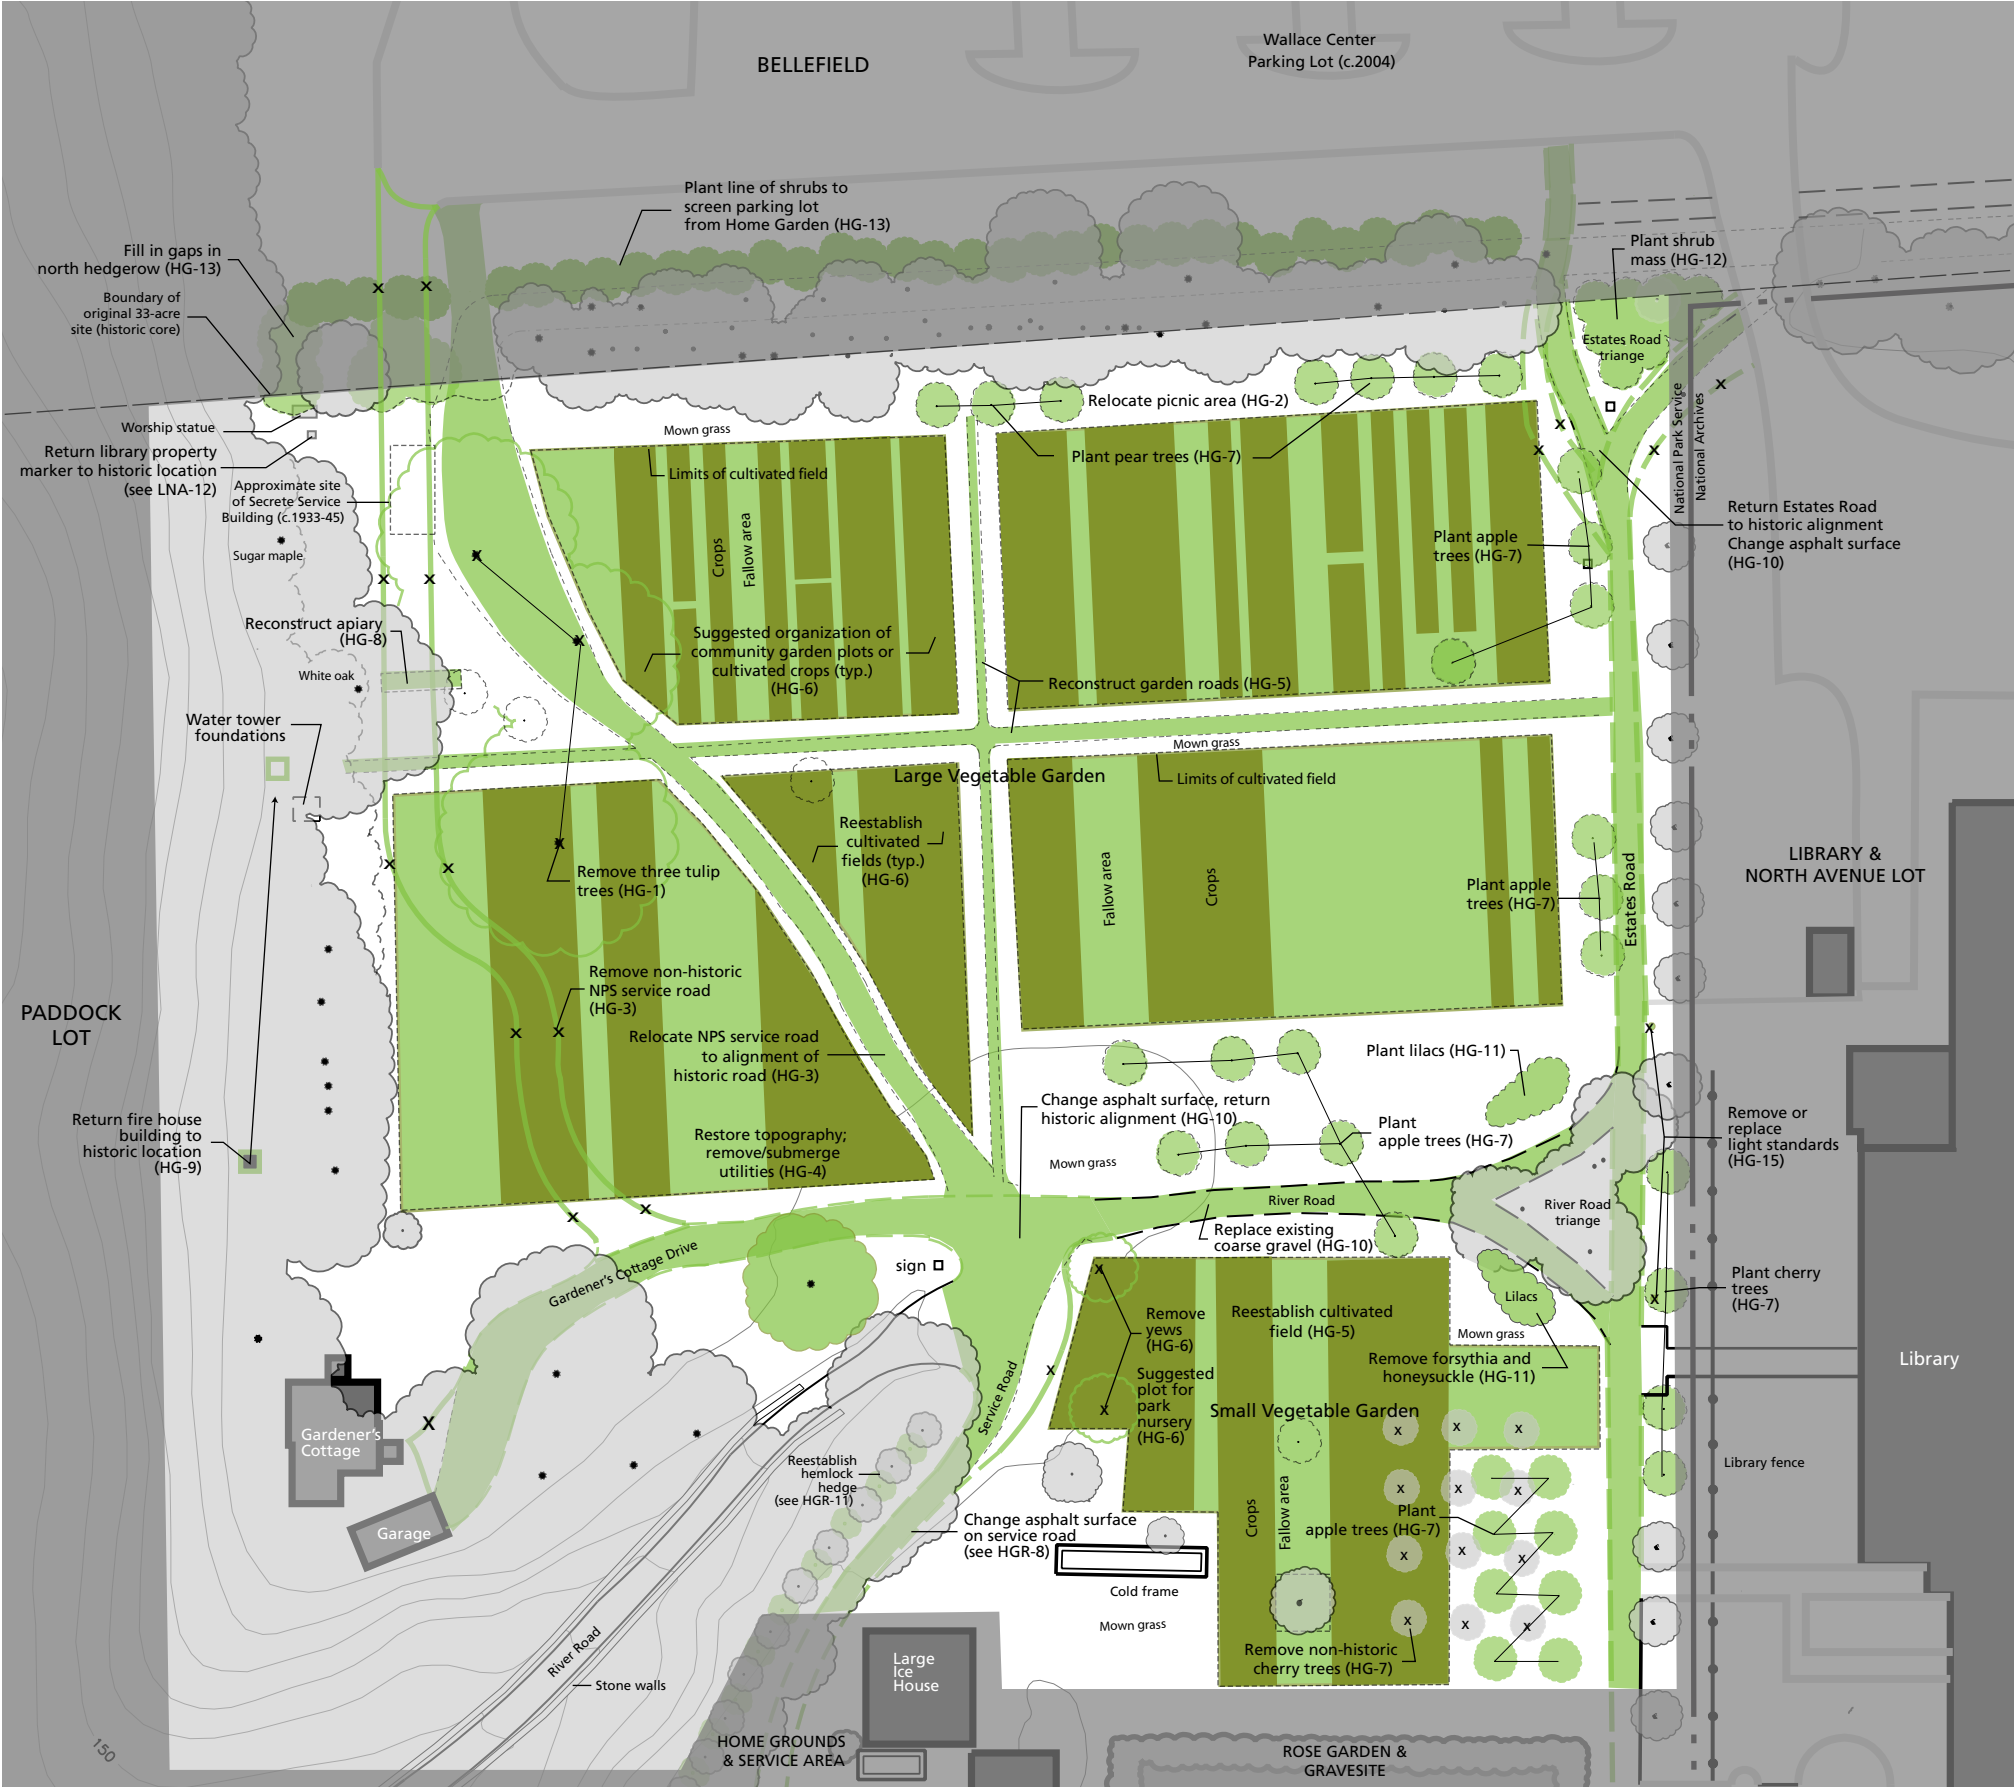 BELLEFIELD
Wallace Center
Parking Lot (c.2004)
Plant line of shrubs to
screen parking lot
from Home Garden (HG-13)
Fill in gaps in
north hedgerow (HG-13)
Boundary of
original 33-acre
site (historic core)
Plant shrub
mass (HG-12)
Estates Road
triange
Worship statue
Return library property
marker to historic location
(see LNA-12)
Approximate site
of Secrete Service
Building (c.1933-45)
Sugar maple
Mown grass
Limits of cultivated field
Relocate picnic area (HG-2)
Plant pear trees (HG-7)
National Park Service
National Archives
Return Estates Road
to historic alignment
Change asphalt surface
(HG-10)
Plant apple
trees (HG-7)
Crops
Fallow area
Reconstruct apiary
(HG-8)
White oak
Suggested organization of
community garden plots or
cultivated crops (typ.)
(HG-6)
Reconstruct garden roads (HG-5)
Water tower
foundations
Mown grass
Large Vegetable Garden
Limits of cultivated field
Reestablish
cultivated
fields (typ.)
(HG-6)
Remove three tulip
trees (HG-1)
Fallow area
Crops
Plant apple
trees (HG-7)
Estates Road
LIBRARY &
NORTH AVENUE LOT
PADDOCK
LOT
Remove non-historic
NPS service road
(HG-3)
Relocate NPS service road
to alignment of
historic road (HG-3)
Plant lilacs (HG-11)
Change asphalt surface, return
historic alignment (HG-10)
Return fire house
building to
historic location
(HG-9)
Restore topography;
remove/submerge
utilities (HG-4)
Plant
apple trees (HG-7)
Mown grass
Remove or
replace
light standards
(HG-15)
River Road
River Road
triange
Replace existing
coarse gravel (HG-10)
Gardener's Cottage Drive
sign
Plant cherry
trees
(HG-7)
Lilacs
Remove
yews
(HG-6)
Reestablish cultivated
field (HG-5)
Mown grass
Remove forsythia and
honeysuckle (HG-11)
Library
Suggested
plot for
park
nursery
(HG-6)
Small Vegetable Garden
Service Road
Gardener's
Cottage
Garage
Reestablish
hemlock
hedge
(see HGR-11)
Library fence
Change asphalt surface
on service road
(see HGR-8)
Crops
Fallow area
Plant
apple trees (HG-7)
Cold frame
Mown grass
Remove non-historic
cherry trees (HG-7)
River Road
Stone walls
Large
Ice
House
150
HOME GROUNDS
& SERVICE AREA
ROSE GARDEN &
GRAVESITE